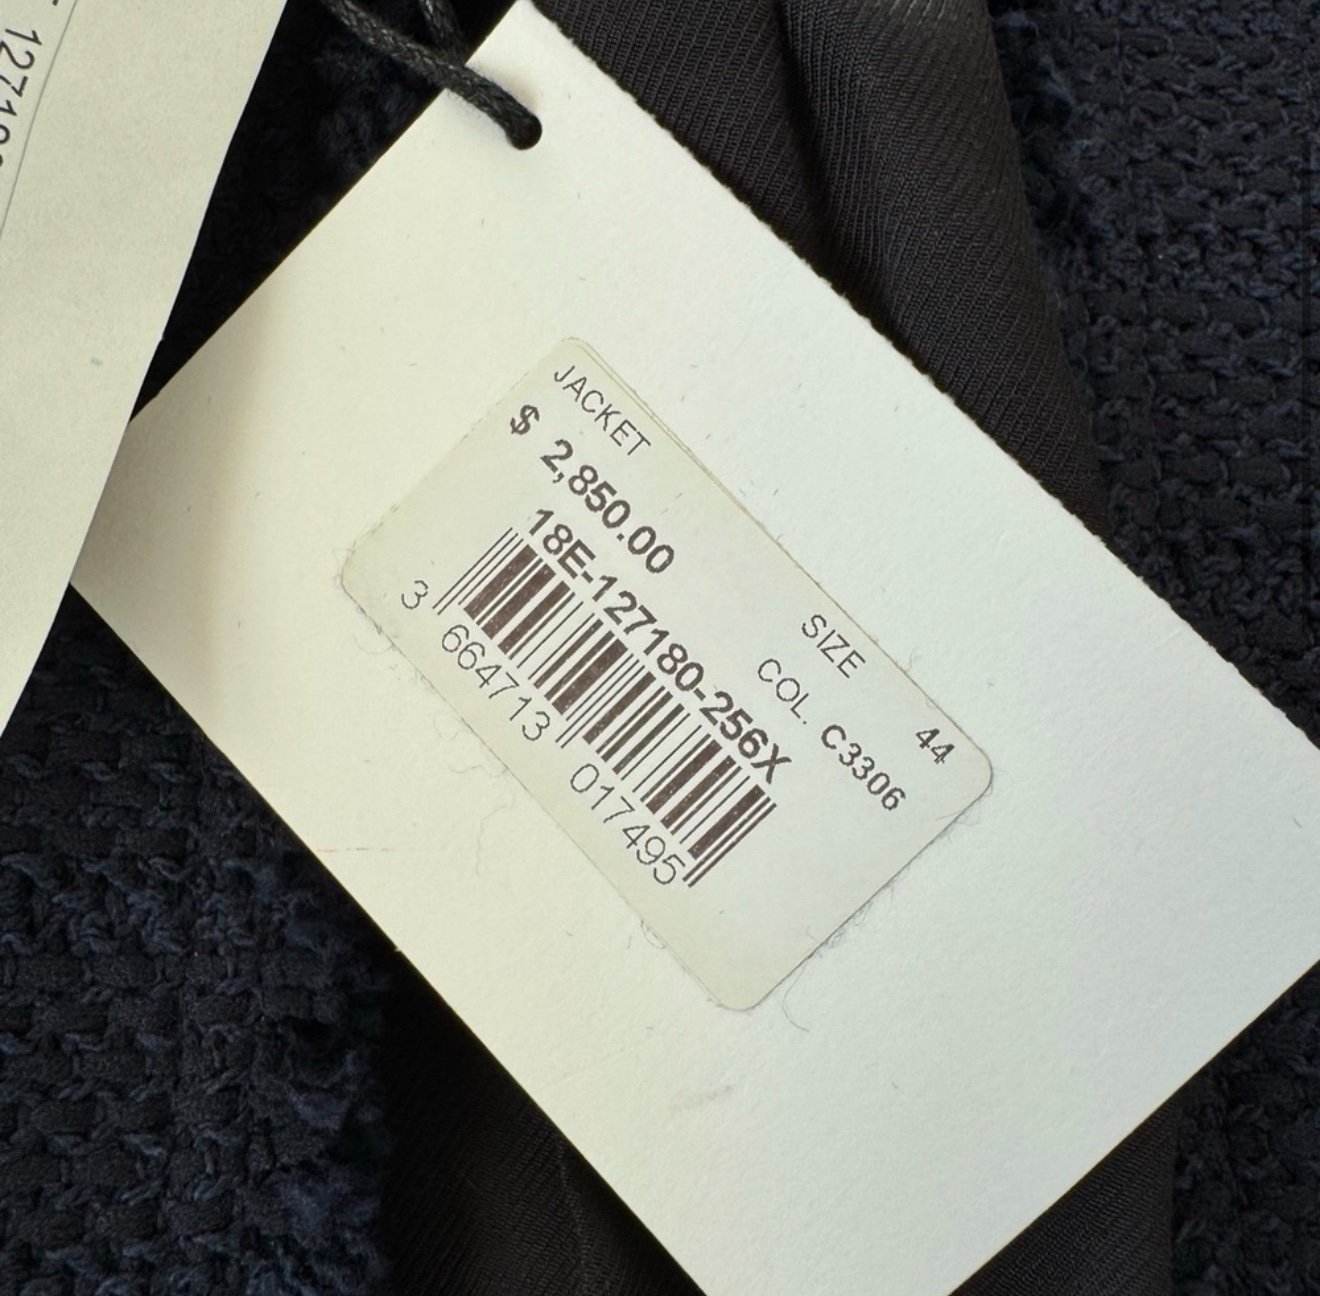 JACKET
$ 2,850.00
SIZE 44
18E-127180-256X
COL. C3306
3 664713 017495